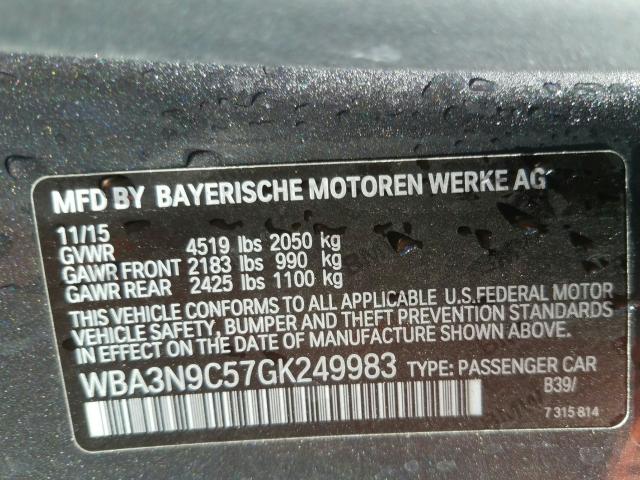 MFD BY BAYERISCHE MOTOREN WERKE AG
11/15
GVWR 4519 lbs 2050 kg
GAWR FRONT 2183 lbs 990 kg
GAWR REAR 2425 lbs 1100 kg
THIS VEHICLE CONFORMS TO ALL APPLICABLE U.S.FEDERAL MOTOR
VEHICLE SAFETY, BUMPER AND THEFT PREVENTION STANDARDS
IN EFFECT ON THE DATE OF MANUFACTURE SHOWN ABOVE.
WBA3N9C57GK249983 TYPE: PASSENGER CAR
B39/
7 315 814